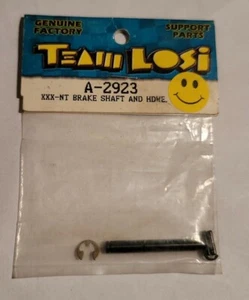 GENUINE SUPPORT
FACTORY PARTS
TEAM LOSI
A-2923
XXX-NT BRAKE SHAFT AND HDWE.